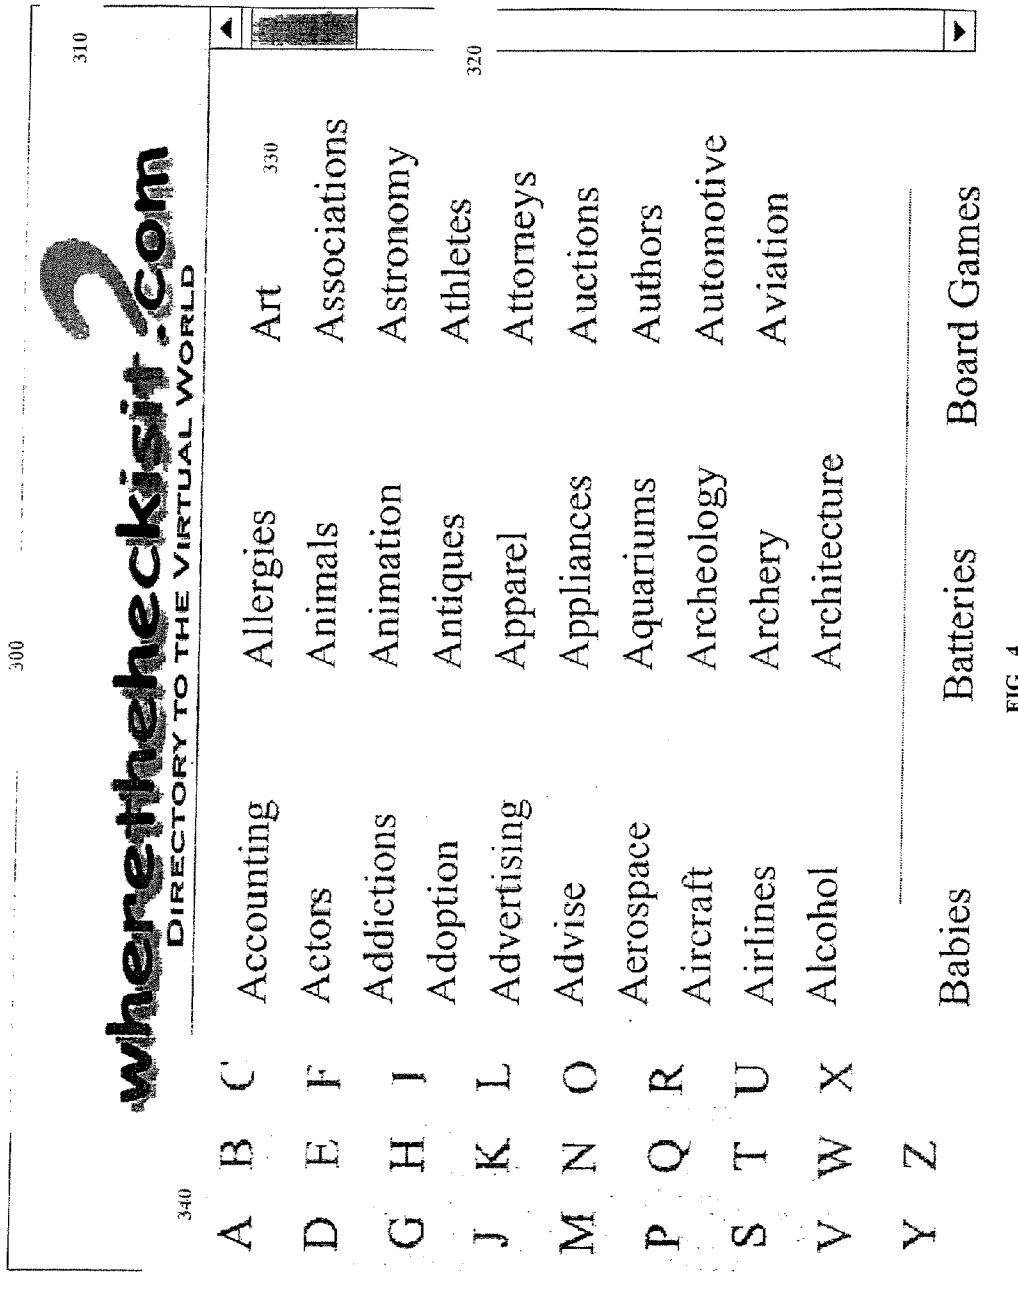 300
310
wheretheheckisit?.com
DIRECTORY TO THE VIRTUAL WORLD
340
A B C
D E F
G H I
J K L
M N O
P Q R
S T U
V W X
Y Z
330
Accounting Allergies Art
Actors Animals Associations
Addictions Animation Astronomy
Adoption Antiques Athletes
Advertising Apparel Attorneys
Advise Appliances Auctions
Aerospace Aquariums Authors
Aircraft Archeology Automotive
Airlines Archery Aviation
Alcohol Architecture
320
Babies Batteries Board Games
FIG. 4